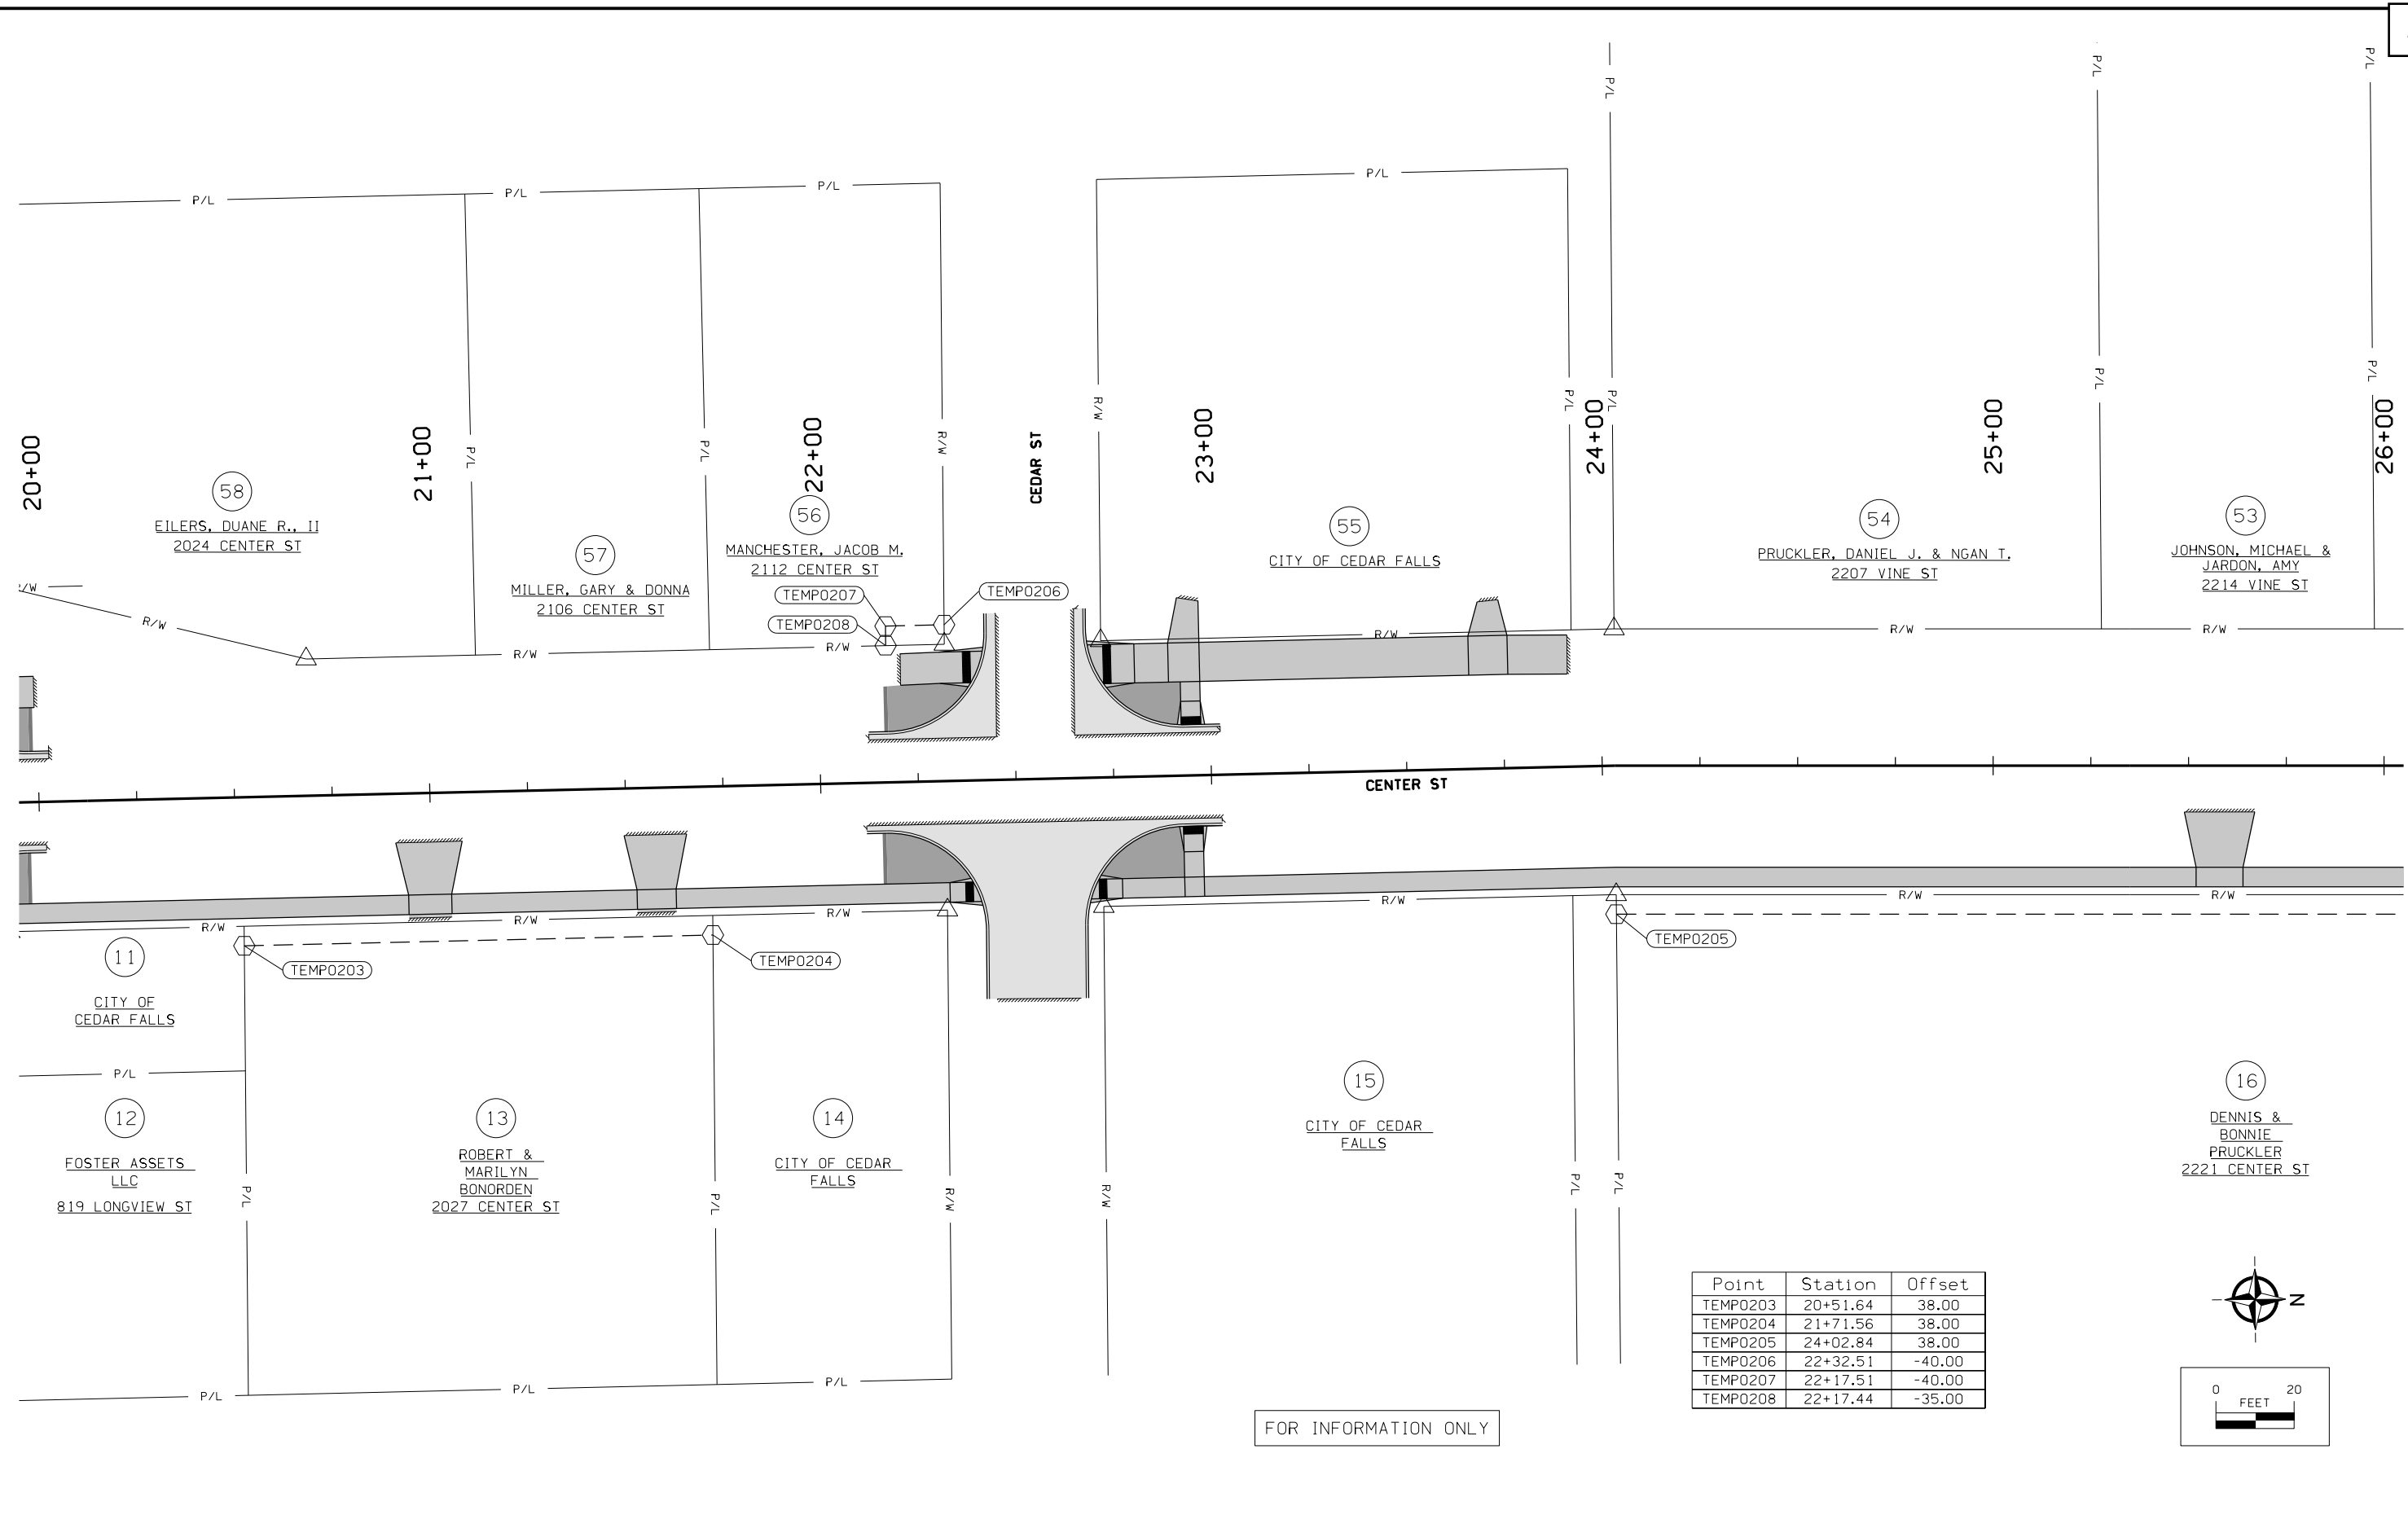 P/L
P/L
P/L
P/L
P/L
P/L
P/L
P/L
P/L
P/L
P/L
P/L
P/L
P/L
R/W
R/W
20+00
21+00
22+00
23+00
24+00
25+00
26+00
CEDAR ST
58
EILERS, DUANE R., II
2024 CENTER ST
57
MILLER, GARY & DONNA
2106 CENTER ST
56
MANCHESTER, JACOB M.
2112 CENTER ST
55
CITY OF CEDAR FALLS
54
PRUCKLER, DANIEL J. & NGAN T.
2207 VINE ST
53
JOHNSON, MICHAEL &
JARDON, AMY
2214 VINE ST
TEMP0207
TEMP0206
TEMP0208
R/W
R/W
R/W
R/W
R/W
R/W
R/W
CENTER ST
R/W
R/W
R/W
R/W
R/W
R/W
TEMP0203
TEMP0204
TEMP0205
11
CITY OF
CEDAR FALLS
P/L
12
FOSTER ASSETS
LLC
819 LONGVIEW ST
P/L
13
ROBERT &
MARILYN
BONORDEN
2027 CENTER ST
P/L
14
CITY OF CEDAR
FALLS
R/W
R/W
15
CITY OF CEDAR
FALLS
P/L
P/L
16
DENNIS &
BONNIE
PRUCKLER
2221 CENTER ST
P/L
P/L
P/L
Point Station Offset
TEMP0203 20+51.64 38.00
TEMP0204 21+71.56 38.00
TEMP0205 24+02.84 38.00
TEMP0206 22+32.51 -40.00
TEMP0207 22+17.51 -40.00
TEMP0208 22+17.44 -35.00
N
0 20
FEET
FOR INFORMATION ONLY